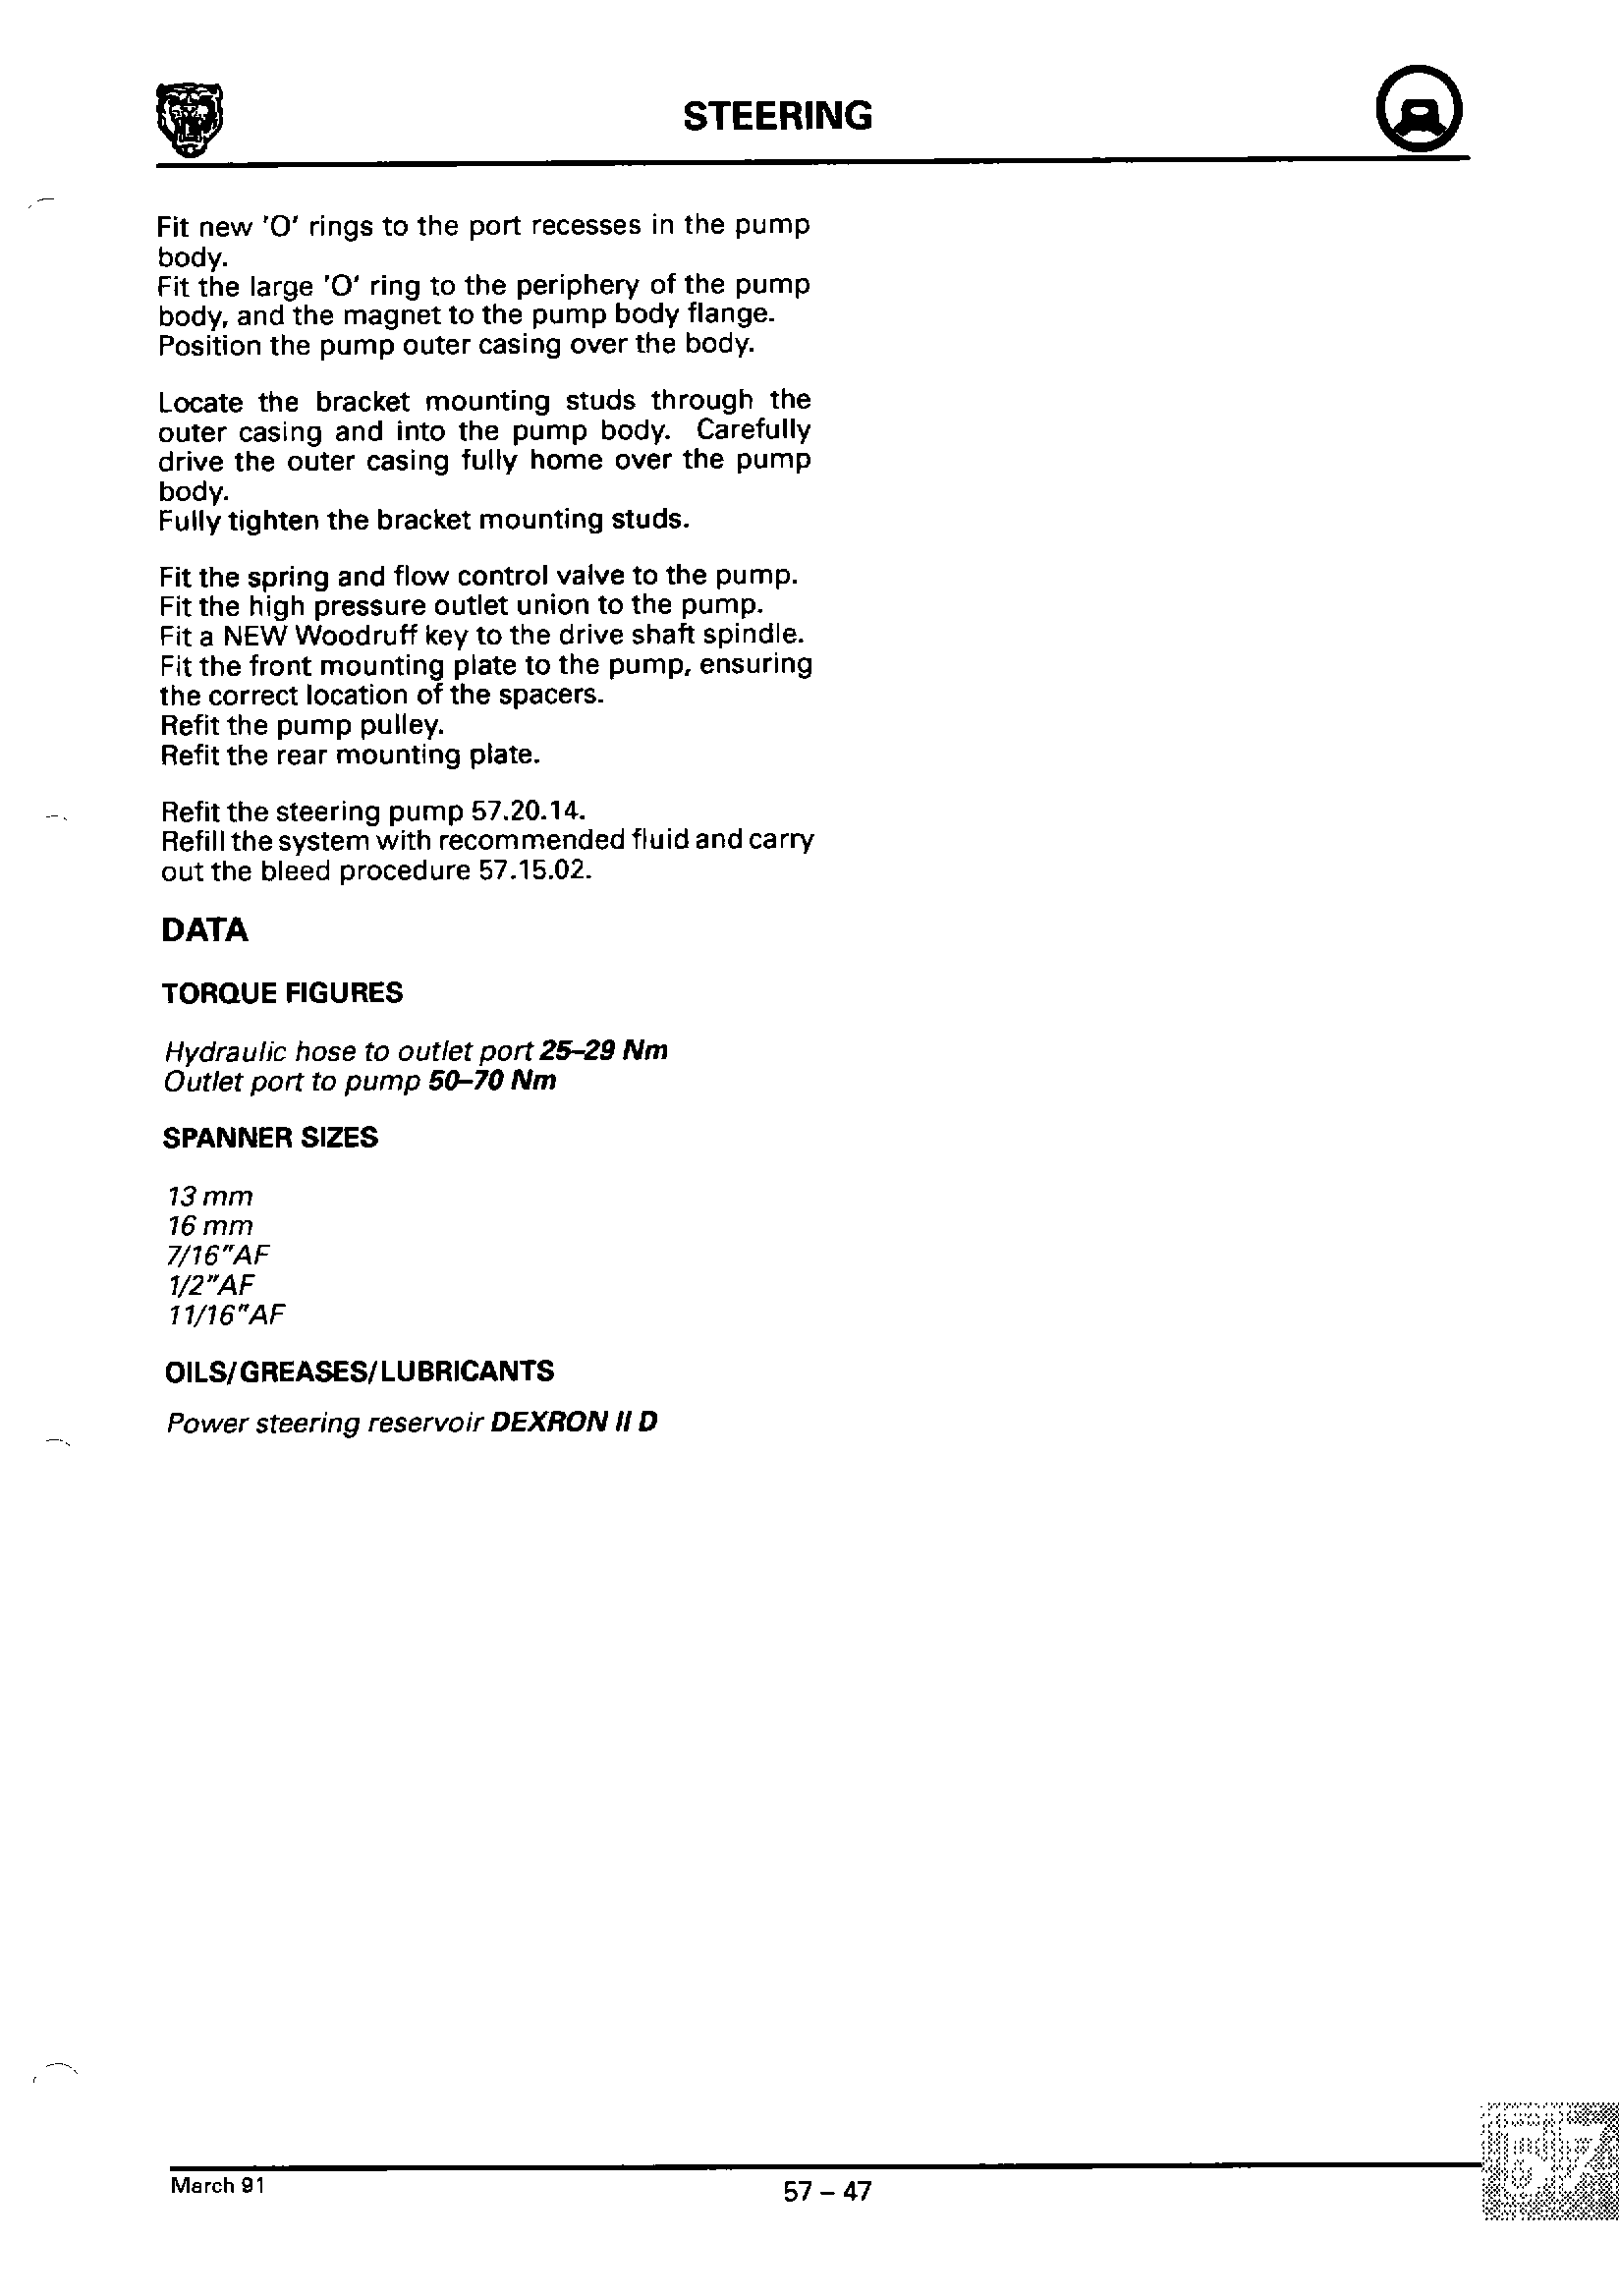 STEERING
Fit new 'O' rings to the port recesses in the pump
body.
Fit the large 'O' ring to the periphery of the pump
body, and the magnet to the pump body flange.
Position the pump outer casing over the body.
Locate the bracket mounting studs through the
outer casing and into the pump body. Carefully
drive the outer casing fully home over the pump
body.
Fully tighten the bracket mounting studs.
Fit the spring and flow control valve to the pump.
Fit the high pressure outlet union to the pump.
Fit a NEW Woodruff key to the drive shaft spindle.
Fit the front mounting plate to the pump, ensuring
the correct location of the spacers.
Refit the pump pulley.
Refit the rear mounting plate.
Refit the steering pump 57.20.14.
Refill the system with recommended fluid and carry
out the bleed procedure 57.15.02.
DATA
TORQUE FIGURES
Hydraulic hose to outlet port 25–29 Nm
Outlet port to pump 50–70 Nm
SPANNER SIZES
13 mm
16 mm
7/16"AF
1/2"AF
11/16"AF
OILS/GREASES/LUBRICANTS
Power steering reservoir DEXRON II D
March 91
57 – 47
57